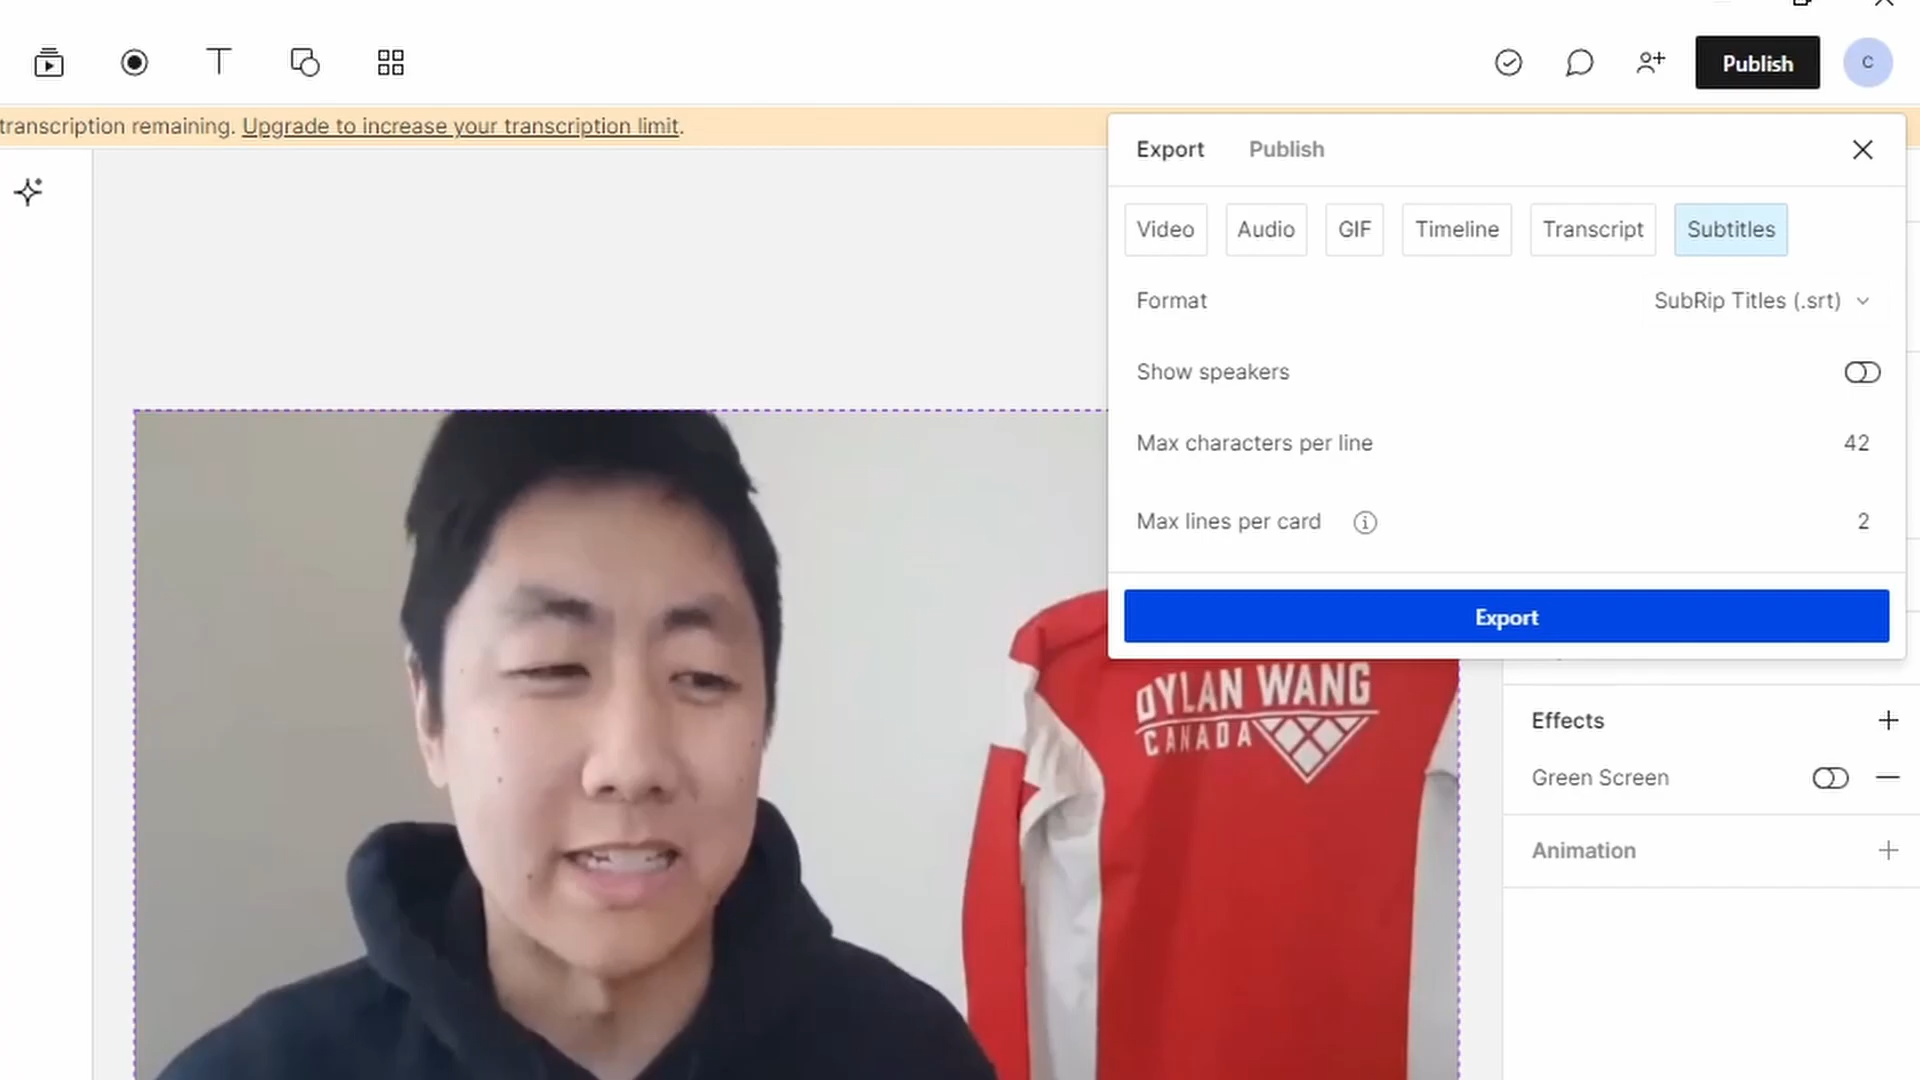 Publish
C
transcription remaining. Upgrade to increase your transcription limit.
Export Publish
Video Audio GIF Timeline Transcript Subtitles
Format SubRip Titles (.srt)
Show speakers
Max characters per line 42
Max lines per card 2
Export
DYLAN WANG
CANADA
Effects
Green Screen
Animation